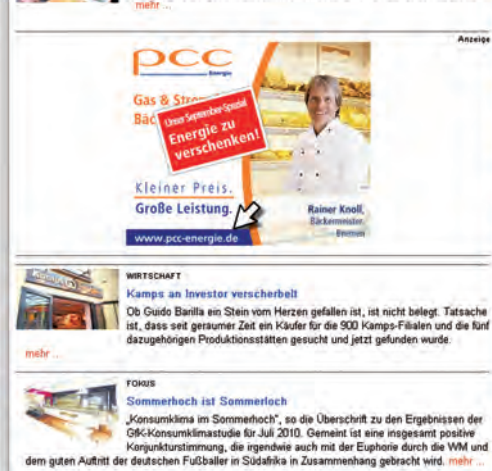 mehr ...
Anzeige
pcc
Energie
Gas &
Bäc
Unser September-Spezial
Energie zu
verschenken!
Kleiner Preis.
Große Leistung.
www.pcc-energie.de
Rainer Knoll,
Bäckermeister,
Bremen
WIRTSCHAFT
Kamps an Investor verscherbelt
Ob Guido Barilla ein Stein vom Herzen gefallen ist, ist nicht belegt. Tatsache
ist, dass seit geraumer Zeit ein Käufer für die 900 Kamps-Filialen und die fünf
dazugehörigen Produktionsstätten gesucht und jetzt gefunden wurde.
mehr ...
FOKUS
Sommerhoch ist Sommerloch
„Konsumklima im Sommerhoch", so die Überschrift zu den Ergebnissen der
GfK-Konsumklimastudie für Juli 2010. Gemeint ist eine insgesamt positive
Konjunkturstimmung, die irgendwie auch mit der Euphorie durch die WM und
dem guten Auftritt der deutschen Fußballer in Südafrika in Zusammenhang gebracht wird. mehr ...